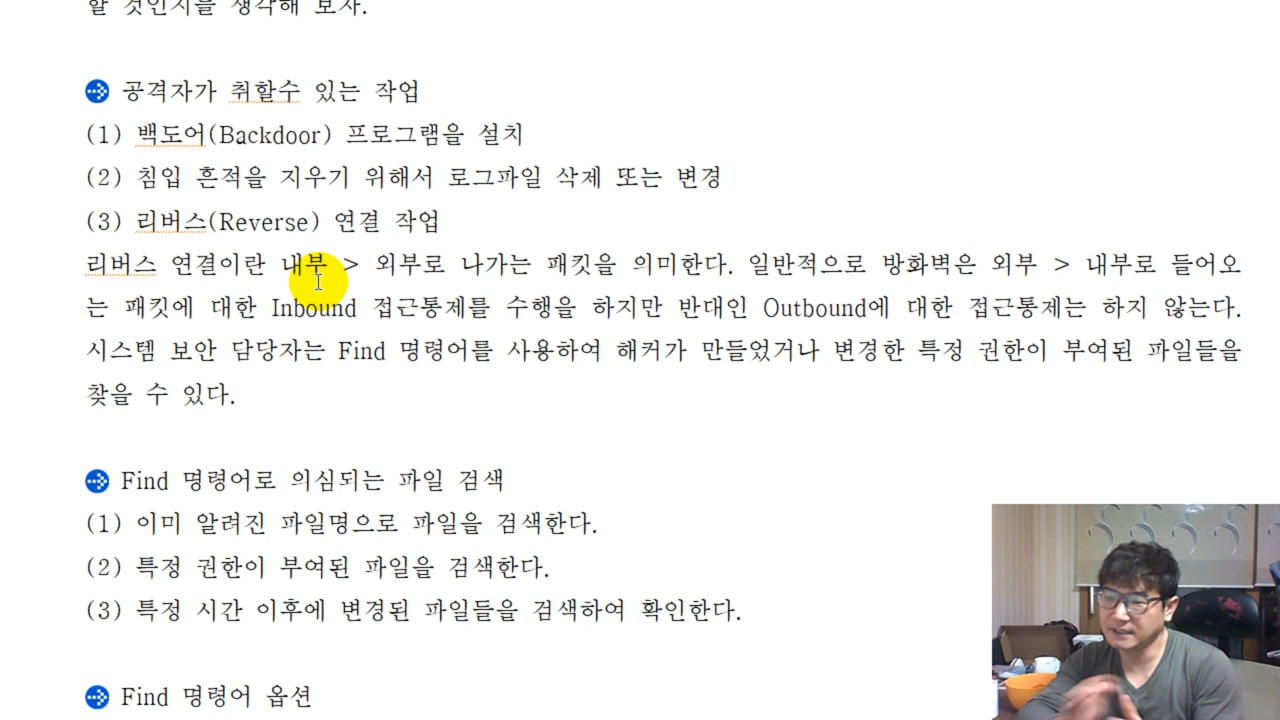 할 것인지를 생각해 보자.
공격자가 취할수 있는 작업
(1) 백도어(Backdoor) 프로그램을 설치
(2) 침입 흔적을 지우기 위해서 로그파일 삭제 또는 변경
(3) 리버스(Reverse) 연결 작업
리버스 연결이란 내부 > 외부로 나가는 패킷을 의미한다. 일반적으로 방화벽은 외부 > 내부로 들어오
는 패킷에 대한 Inbound 접근통제를 수행을 하지만 반대인 Outbound에 대한 접근통제는 하지 않는다.
시스템 보안 담당자는 Find 명령어를 사용하여 해커가 만들었거나 변경한 특정 권한이 부여된 파일들을
찾을 수 있다.
Find 명령어로 의심되는 파일 검색
(1) 이미 알려진 파일명으로 파일을 검색한다.
(2) 특정 권한이 부여된 파일을 검색한다.
(3) 특정 시간 이후에 변경된 파일들을 검색하여 확인한다.
Find 명령어 옵션